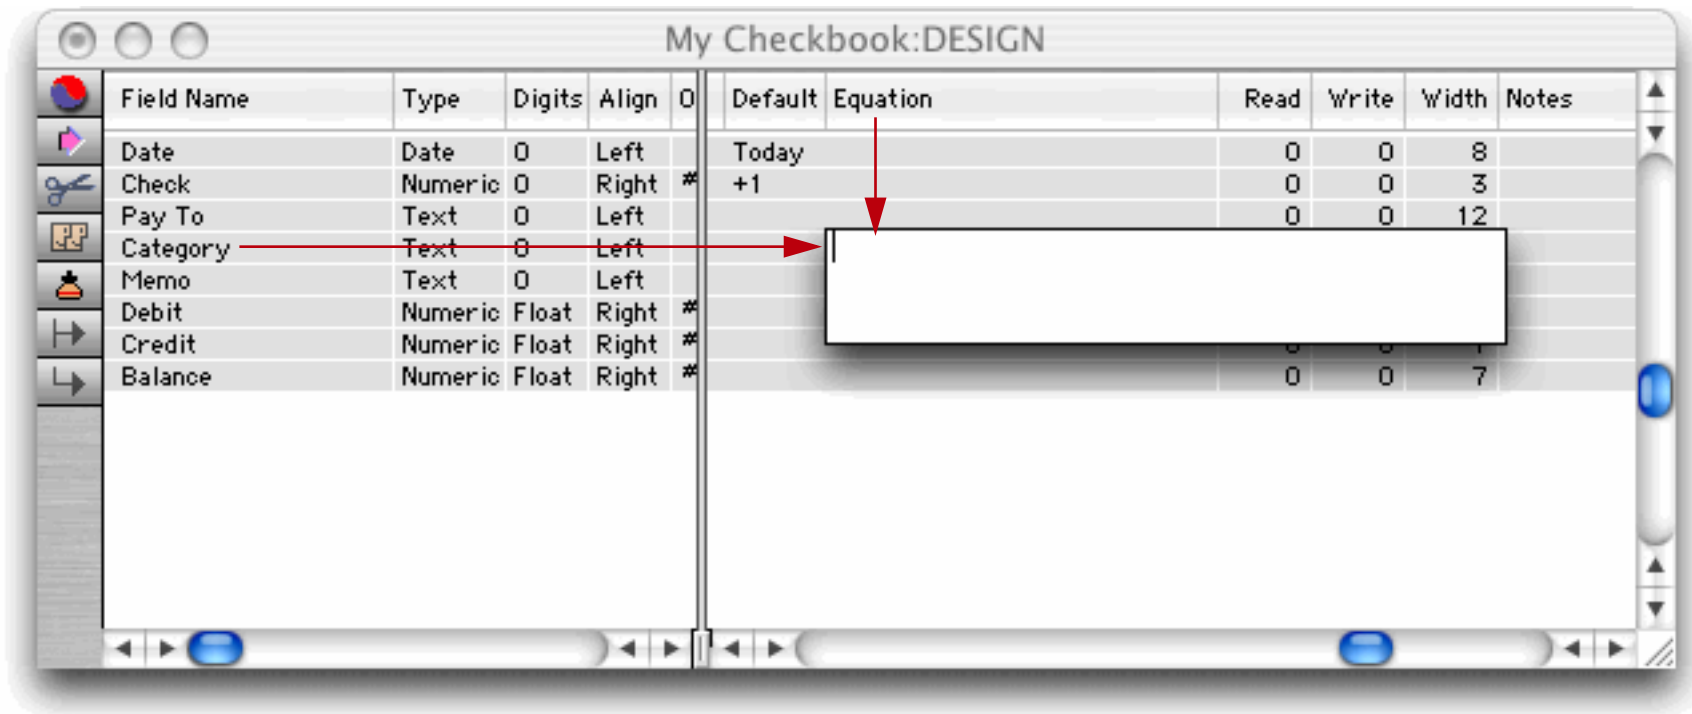 My Checkbook:DESIGN
Field Name Type Digits Align O Default Equation Read Write Width Notes
Date Date 0 Left Today 0 0 8
Check Numeric 0 Right # +1 0 0 3
Pay To Text 0 Left 0 0 12
Category Text 0 Left
Memo Text 0 Left
Debit Numeric Float Right #
Credit Numeric Float Right #
Balance Numeric Float Right # 0 0 7